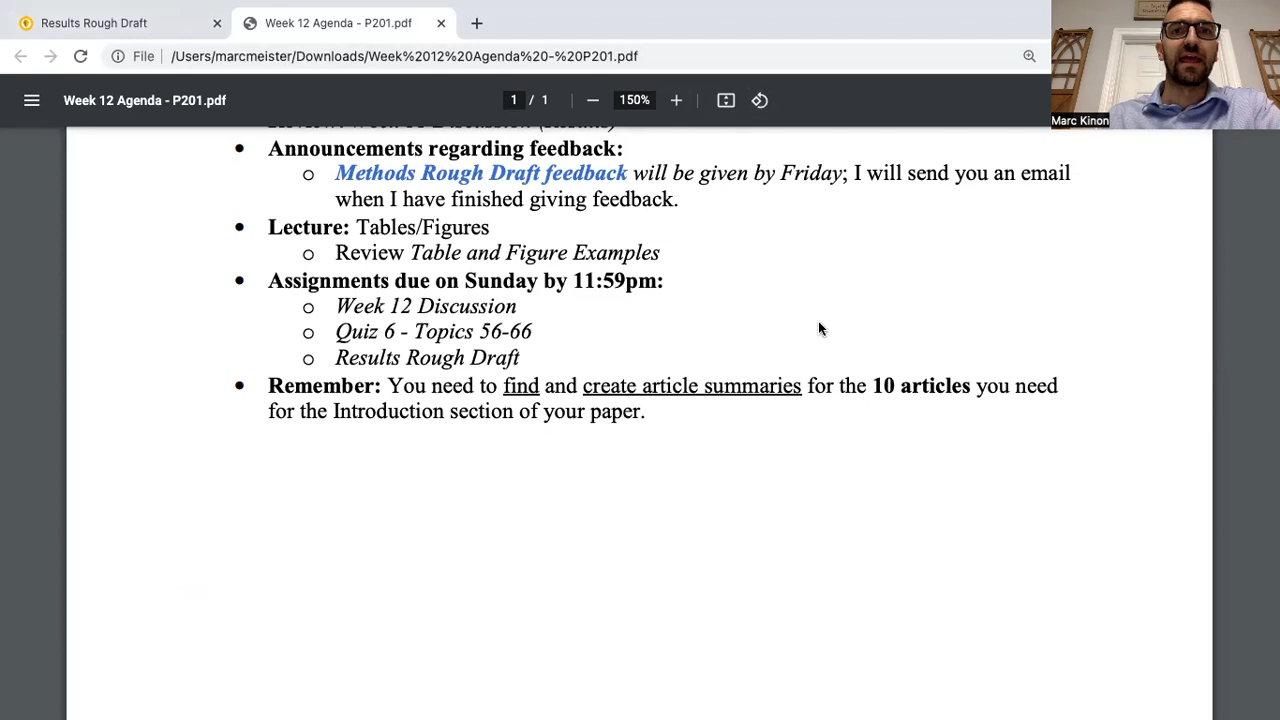 Results Rough Draft
Week 12 Agenda - P201.pdf
File
/Users/marcmeister/Downloads/Week%2012%20Agenda%20-%20P201.pdf
Week 12 Agenda - P201.pdf
1 / 1
150%
Marc Kinon
• Announcements regarding feedback:
o Methods Rough Draft feedback will be given by Friday; I will send you an email
when I have finished giving feedback.
• Lecture: Tables/Figures
o Review Table and Figure Examples
• Assignments due on Sunday by 11:59pm:
o Week 12 Discussion
o Quiz 6 - Topics 56-66
o Results Rough Draft
• Remember: You need to find and create article summaries for the 10 articles you need
for the Introduction section of your paper.